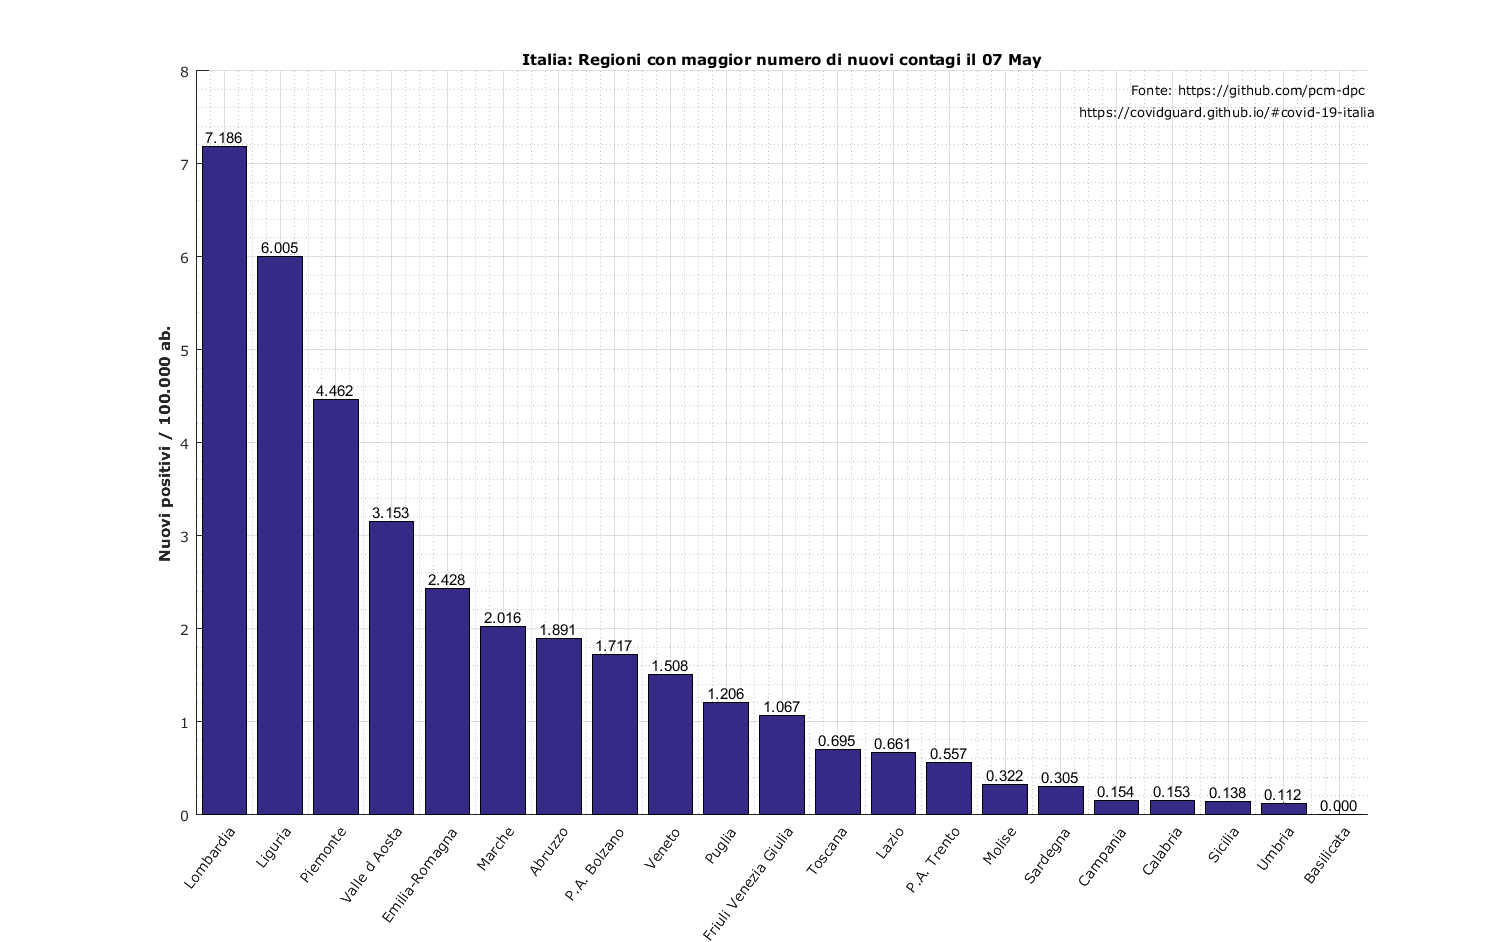 Italia: Regioni con maggior numero di nuovi contagi il 07 May
Fonte: https://github.com/pcm-dpc
https://covidguard.github.io/#covid-19-italia
Nuovi positivi / 100.000 ab.
8
7
6
5
4
3
2
1
0
7.186
6.005
4.462
3.153
2.428
2.016
1.891
1.717
1.508
1.206
1.067
0.695
0.661
0.557
0.322
0.305
0.154
0.153
0.138
0.112
0.000
Lombardia
Liguria
Piemonte
Valle d Aosta
Emilia-Romagna
Marche
Abruzzo
P.A. Bolzano
Veneto
Puglia
Friuli Venezia Giulia
Toscana
Lazio
P.A. Trento
Molise
Sardegna
Campania
Calabria
Sicilia
Umbria
Basilicata